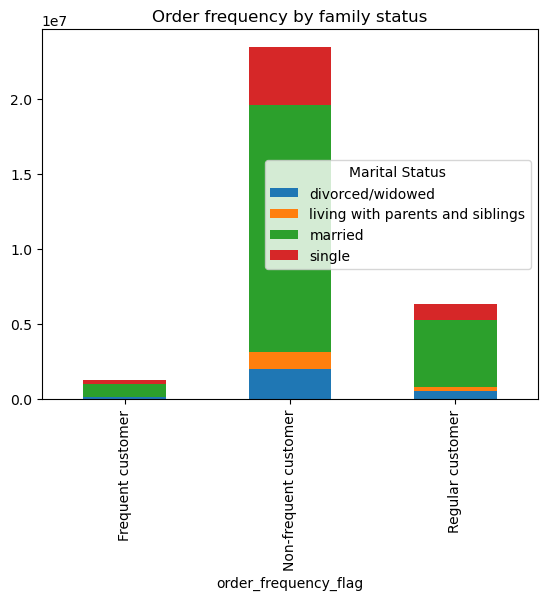 Order frequency by family status
1e7
2.0
1.5
1.0
0.5
0.0
Marital Status
divorced/widowed
living with parents and siblings
married
single
Frequent customer
Non-frequent customer
Regular customer
order_frequency_flag